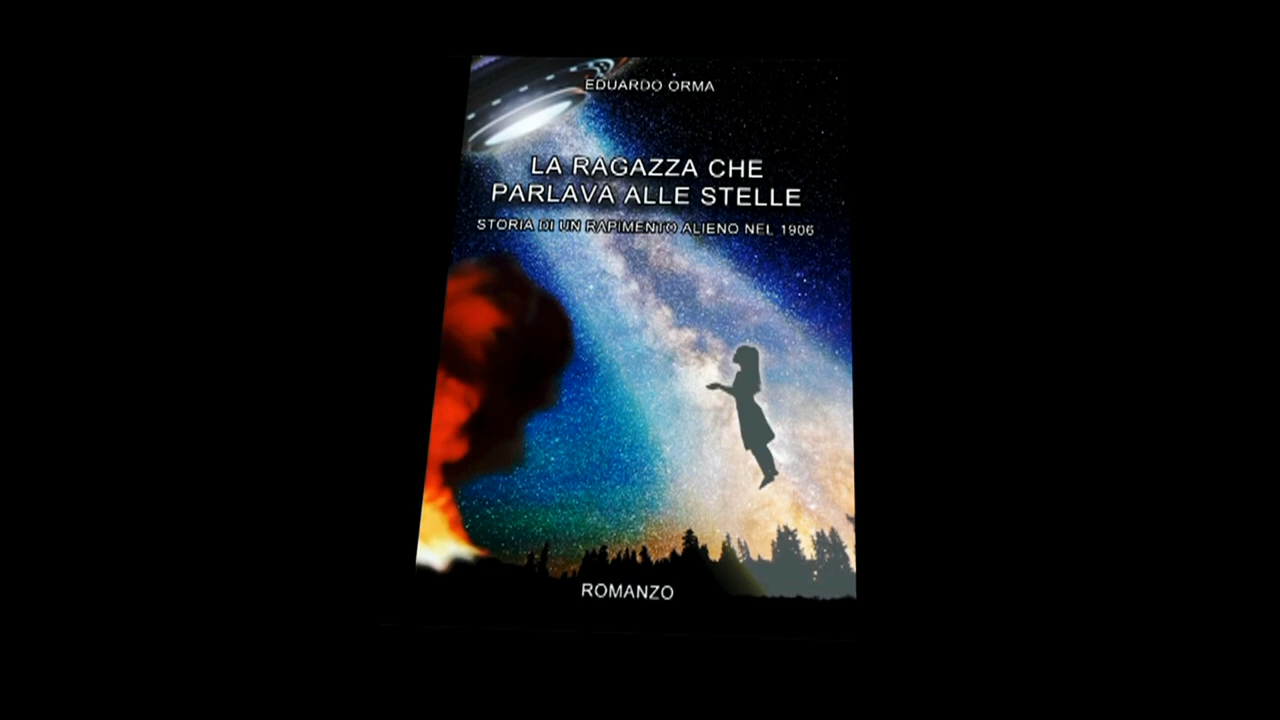 EDUARDO ORMA
LA RAGAZZA CHE
PARLAVA ALLE STELLE
STORIA DI UN RAPIMENTO ALIENO NEL 1906
ROMANZO